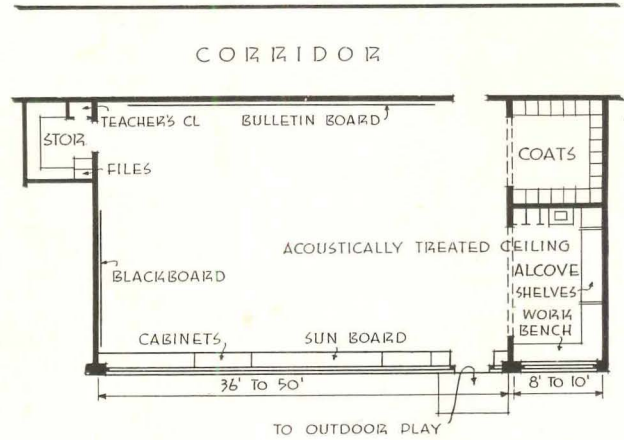 CORRIDOR
TEACHER'S CL
BULLETIN BOARD
STOR
COATS
FILES
ACOUSTICALLY TREATED CEILING
BLACKBOARD
ALCOVE
SHELVES
WORK
BENCH
CABINETS
SUN BOARD
36' TO 50'
8' TO 10'
TO OUTDOOR PLAY